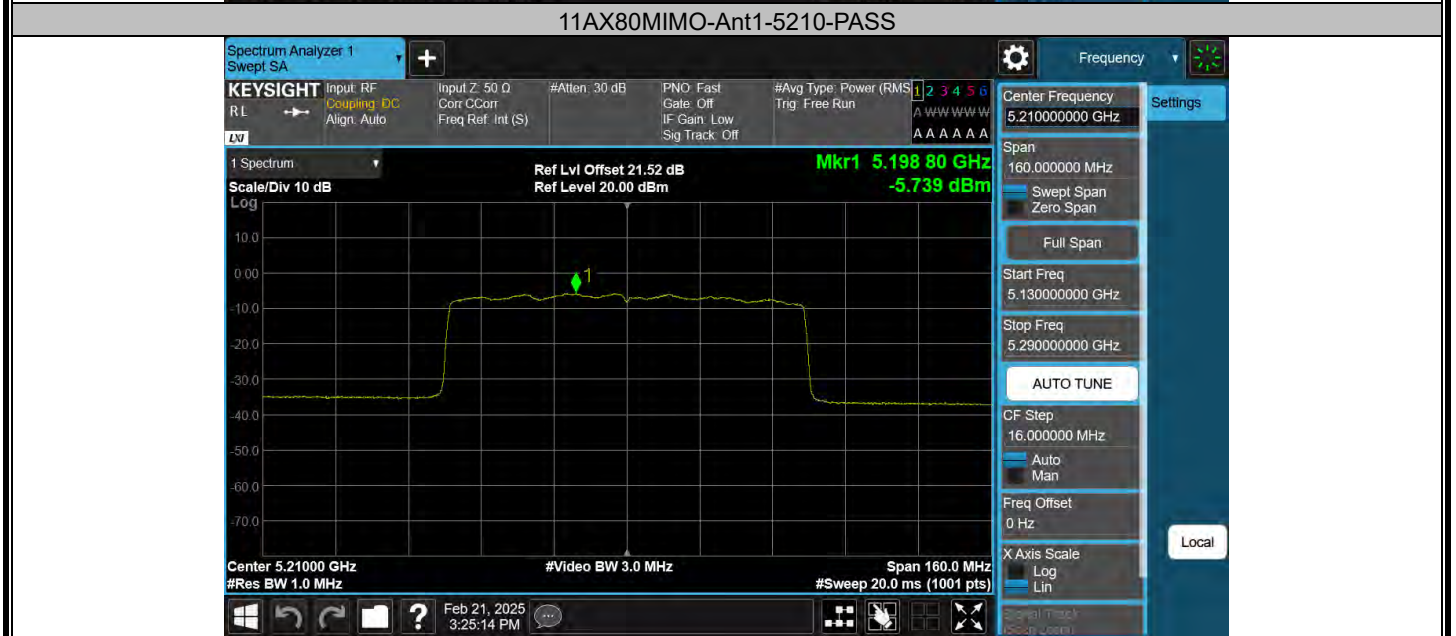 11AX80MIMO-Ant1-5210-PASS
Spectrum Analyzer 1
Swept SA
+
Frequency
KEYSIGHT
RL
LXI
Input: RF
Coupling: DC
Align: Auto
Input Z: 50 Ω
Corr CCorr
Freq Ref: Int (S)
#Atten: 30 dB
PNO: Fast
Gate: Off
IF Gain: Low
Sig Track: Off
#Avg Type: Power (RMS
Trig: Free Run
1 2 3 4 5 6
A W W W W W
A A A A A A
1 Spectrum
Scale/Div 10 dB
Log
Ref Lvl Offset 21.52 dB
Ref Level 20.00 dBm
Mkr1 5.198 80 GHz
-5.739 dBm
10.0
0.00
-10.0
-20.0
-30.0
-40.0
-50.0
-60.0
-70.0
1
Center 5.21000 GHz
#Res BW 1.0 MHz
#Video BW 3.0 MHz
Span 160.0 MHz
#Sweep 20.0 ms (1001 pts)
Center Frequency
5.210000000 GHz
Settings
Span
160.000000 MHz
Swept Span
Zero Span
Full Span
Start Freq
5.130000000 GHz
Stop Freq
5.290000000 GHz
AUTO TUNE
CF Step
16.000000 MHz
Auto
Man
Freq Offset
0 Hz
X Axis Scale
Log
Lin
Local
Signal Track
(Span Zoom)
?
Feb 21, 2025
3:25:14 PM